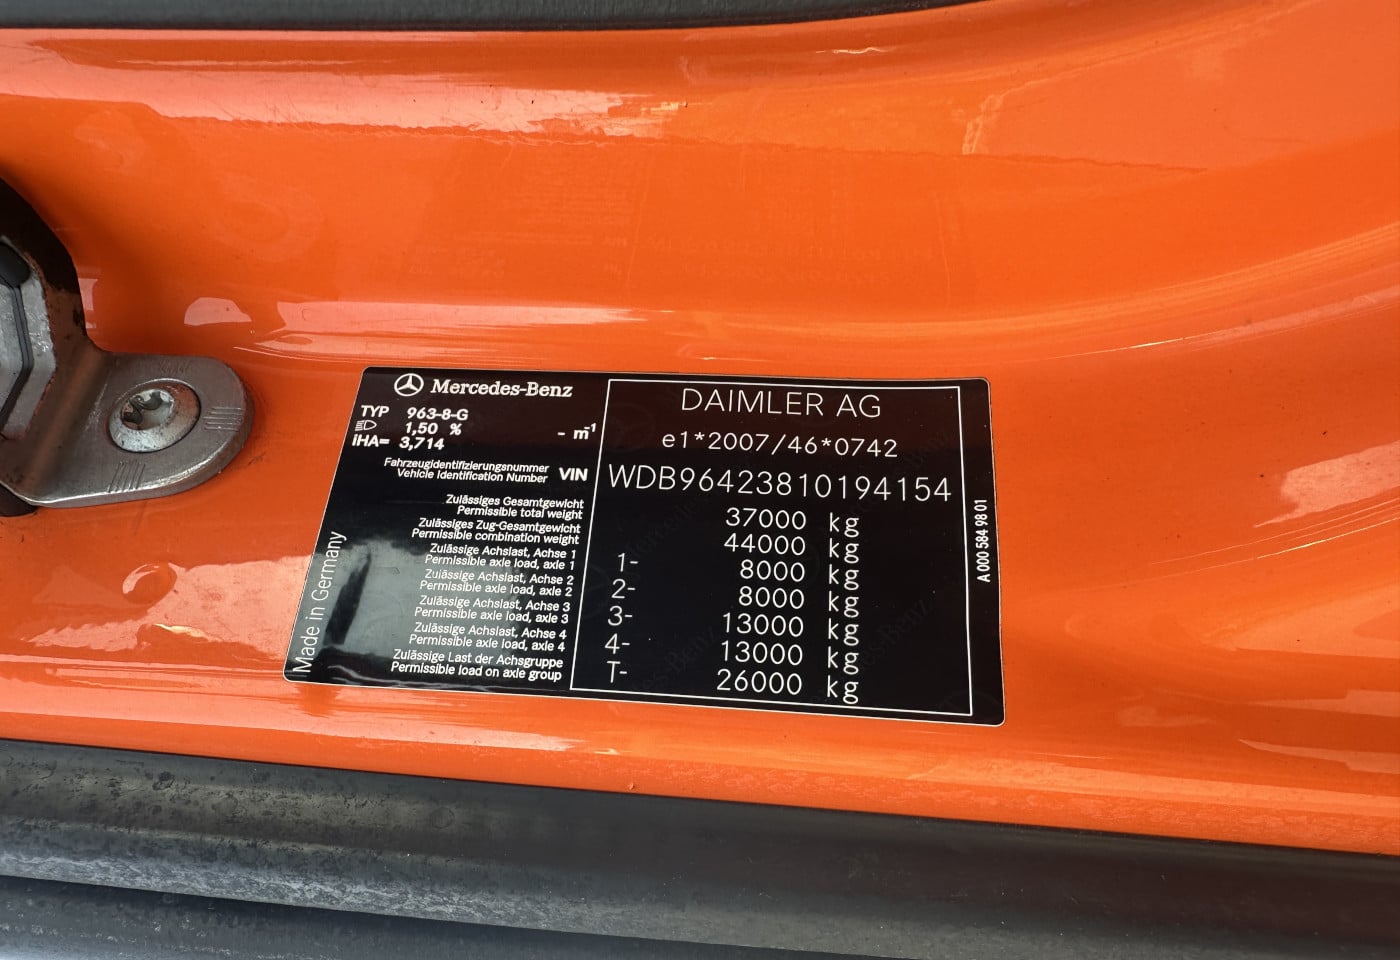 Mercedes-Benz
TYP 963-8-G
1,50 % - m-1
iHA= 3,714
Fahrzeugidentifizierungsnummer
Vehicle Identification Number VIN
Zulässiges Gesamtgewicht
Permissible total weight
Zulässiges Zug-Gesamtgewicht
Permissible combination weight
Zulässige Achslast, Achse 1
Permissible axle load, axle 1
Zulässige Achslast, Achse 2
Permissible axle load, axle 2
Zulässige Achslast, Achse 3
Permissible axle load, axle 3
Zulässige Achslast, Achse 4
Permissible axle load, axle 4
Zulässige Last der Achsgruppe
Permissible load on axle group
Made in Germany
DAIMLER AG
e1*2007/46*0742
WDB96423810194154
37000 kg
44000 kg
1- 8000 kg
2- 8000 kg
3- 13000 kg
4- 13000 kg
T- 26000 kg
A 000 584 98 01